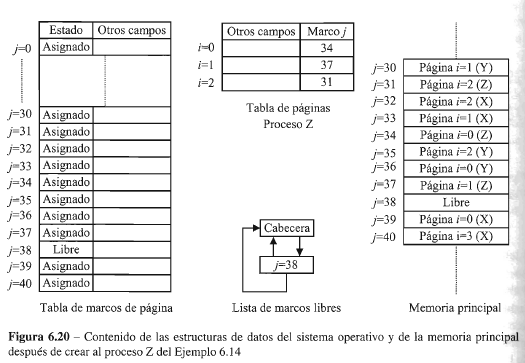 Estado Otros campos
j=0 Asignado
j=30 Asignado
j=31 Asignado
j=32 Asignado
j=33 Asignado
j=34 Asignado
j=35 Asignado
j=36 Asignado
j=37 Asignado
j=38 Libre
j=39 Asignado
j=40 Asignado
Tabla de marcos de página
Otros campos Marco j
i=0 34
i=1 37
i=2 31
Tabla de páginas
Proceso Z
Cabecera
j=38
Lista de marcos libres
j=30 Página i=1 (Y)
j=31 Página i=2 (Z)
j=32 Página i=2 (X)
j=33 Página i=1 (X)
j=34 Página i=0 (Z)
j=35 Página i=2 (Y)
j=36 Página i=0 (Y)
j=37 Página i=1 (Z)
j=38 Libre
j=39 Página i=0 (X)
j=40 Página i=3 (X)
Memoria principal
Figura 6.20 – Contenido de las estructuras de datos del sistema operativo y de la memoria principal
después de crear al proceso Z del Ejemplo 6.14